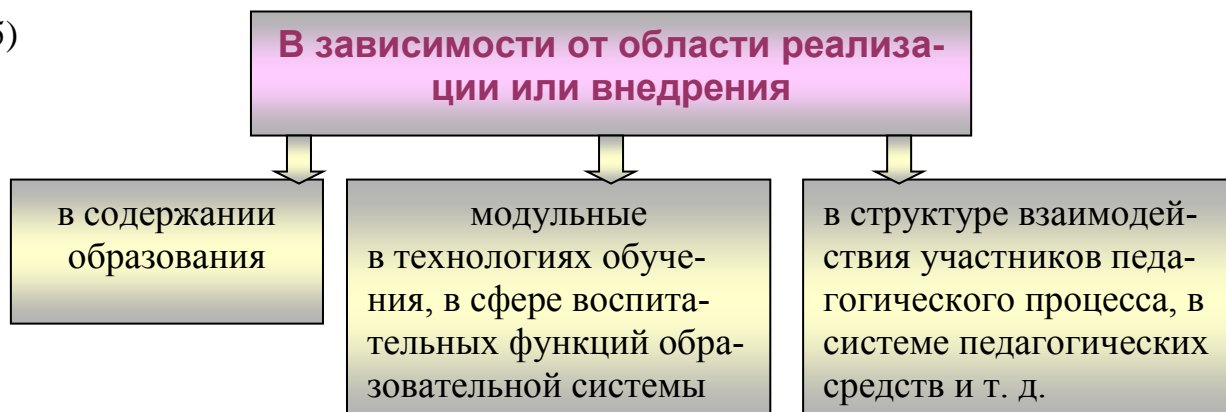 б)
В зависимости от области реализа-
ции или внедрения
в содержании
образования
модульные
в технологиях обуче-
ния, в сфере воспита-
тельных функций обра-
зовательной системы
в структуре взаимодей-
ствия участников педа-
гогического процесса, в
системе педагогических
средств и т. д.